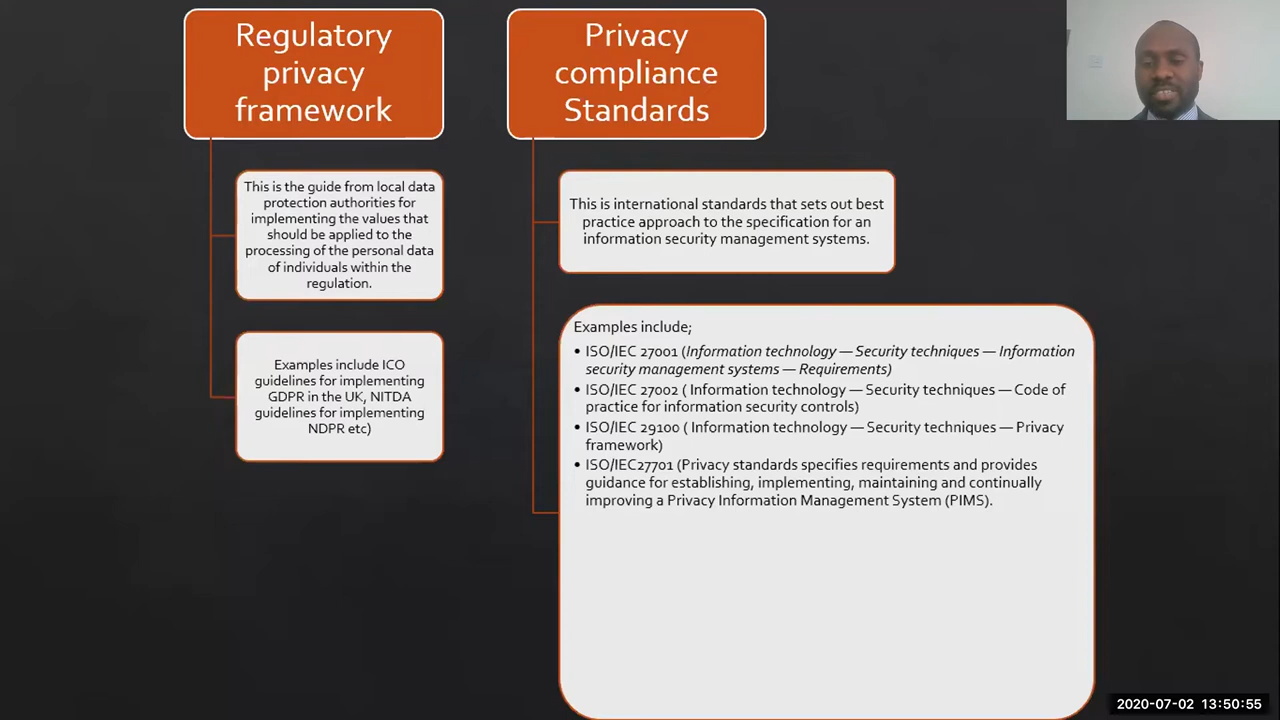 Regulatory
privacy
framework
This is the guide from local data
protection authorities for
implementing the values that
should be applied to the
processing of the personal data
of individuals within the
regulation.
Examples include ICO
guidelines for implementing
GDPR in the UK, NITDA
guidelines for implementing
NDPR etc)
Privacy
compliance
Standards
This is international standards that sets out best
practice approach to the specification for an
information security management systems.
Examples include;
• ISO/IEC 27001 (Information technology — Security techniques — Information
security management systems — Requirements)
• ISO/IEC 27002 ( Information technology — Security techniques — Code of
practice for information security controls)
• ISO/IEC 29100 ( Information technology — Security techniques — Privacy
framework)
• ISO/IEC27701 (Privacy standards specifies requirements and provides
guidance for establishing, implementing, maintaining and continually
improving a Privacy Information Management System (PIMS).
2020-07-02 13:50:55